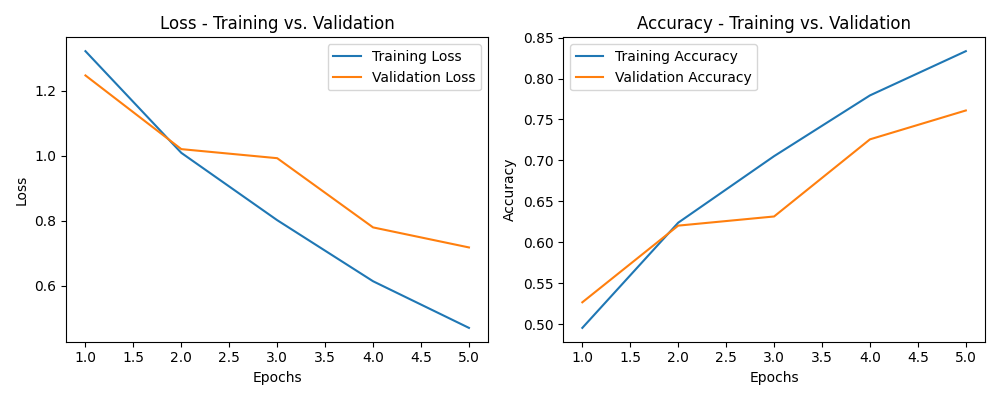 Loss - Training vs. Validation
Training Loss
Validation Loss
Loss
1.2
1.0
0.8
0.6
1.0 1.5 2.0 2.5 3.0 3.5 4.0 4.5 5.0
Epochs
Accuracy - Training vs. Validation
Training Accuracy
Validation Accuracy
Accuracy
0.85
0.80
0.75
0.70
0.65
0.60
0.55
0.50
1.0 1.5 2.0 2.5 3.0 3.5 4.0 4.5 5.0
Epochs